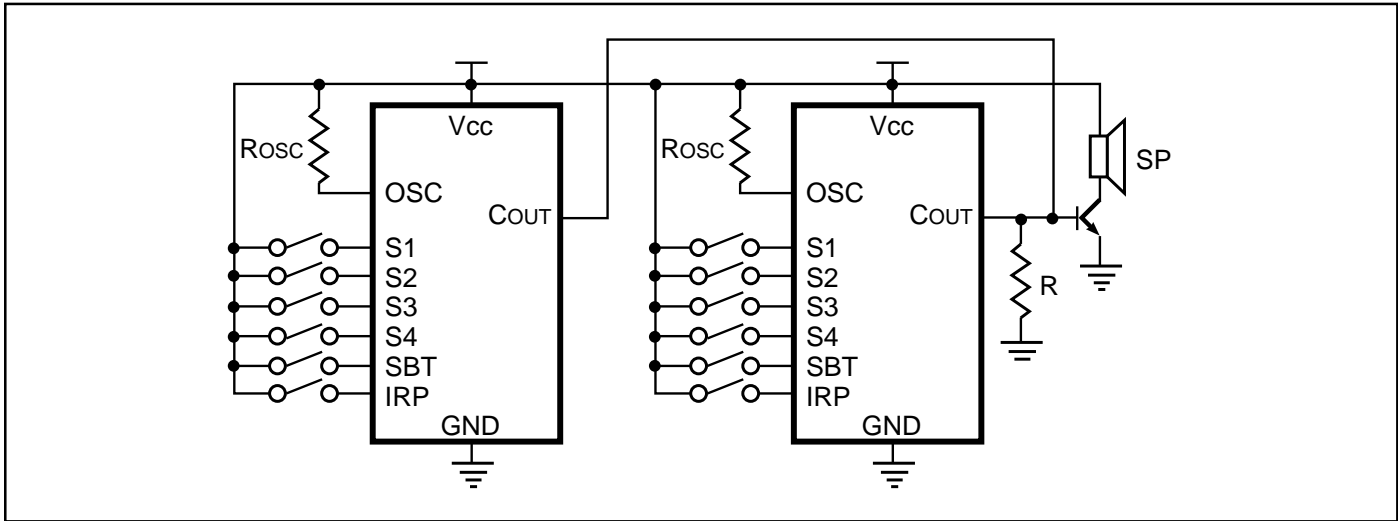 Vcc
ROSC
OSC
COUT
S1
S2
S3
S4
SBT
IRP
GND
Vcc
ROSC
OSC
COUT
S1
S2
S3
S4
SBT
IRP
GND
SP
R